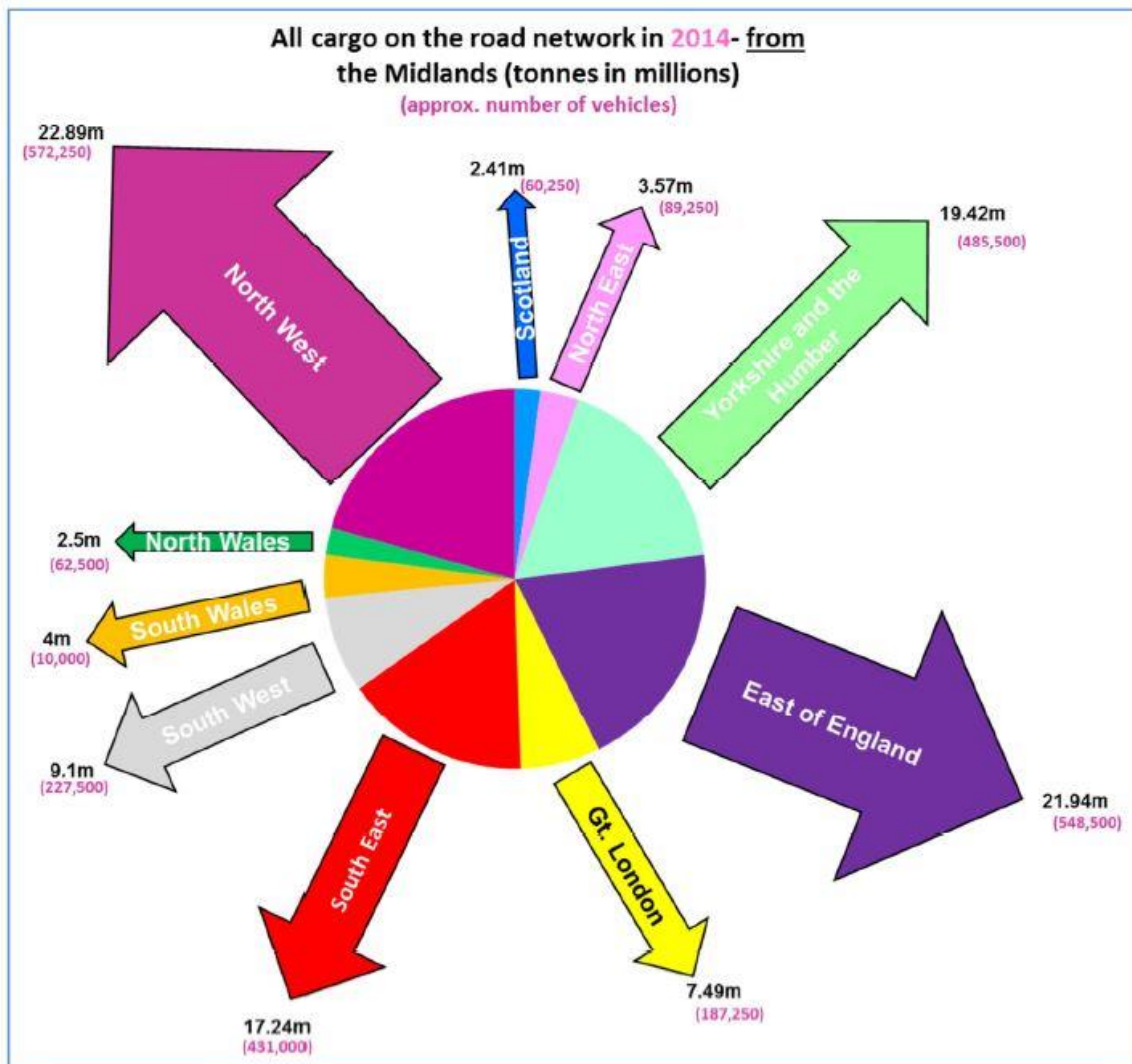 All cargo on the road network in 2014- from
the Midlands (tonnes in millions)
(approx. number of vehicles)
22.89m
(572,250)
North West
2.41m
(60,250)
Scotland
3.57m
(89,250)
North East
19.42m
(485,500)
Yorkshire and the
Humber
2.5m
(62,500)
North Wales
4m
(10,000)
South Wales
9.1m
(227,500)
South West
East of England
21.94m
(548,500)
South East
17.24m
(431,000)
Gt. London
7.49m
(187,250)